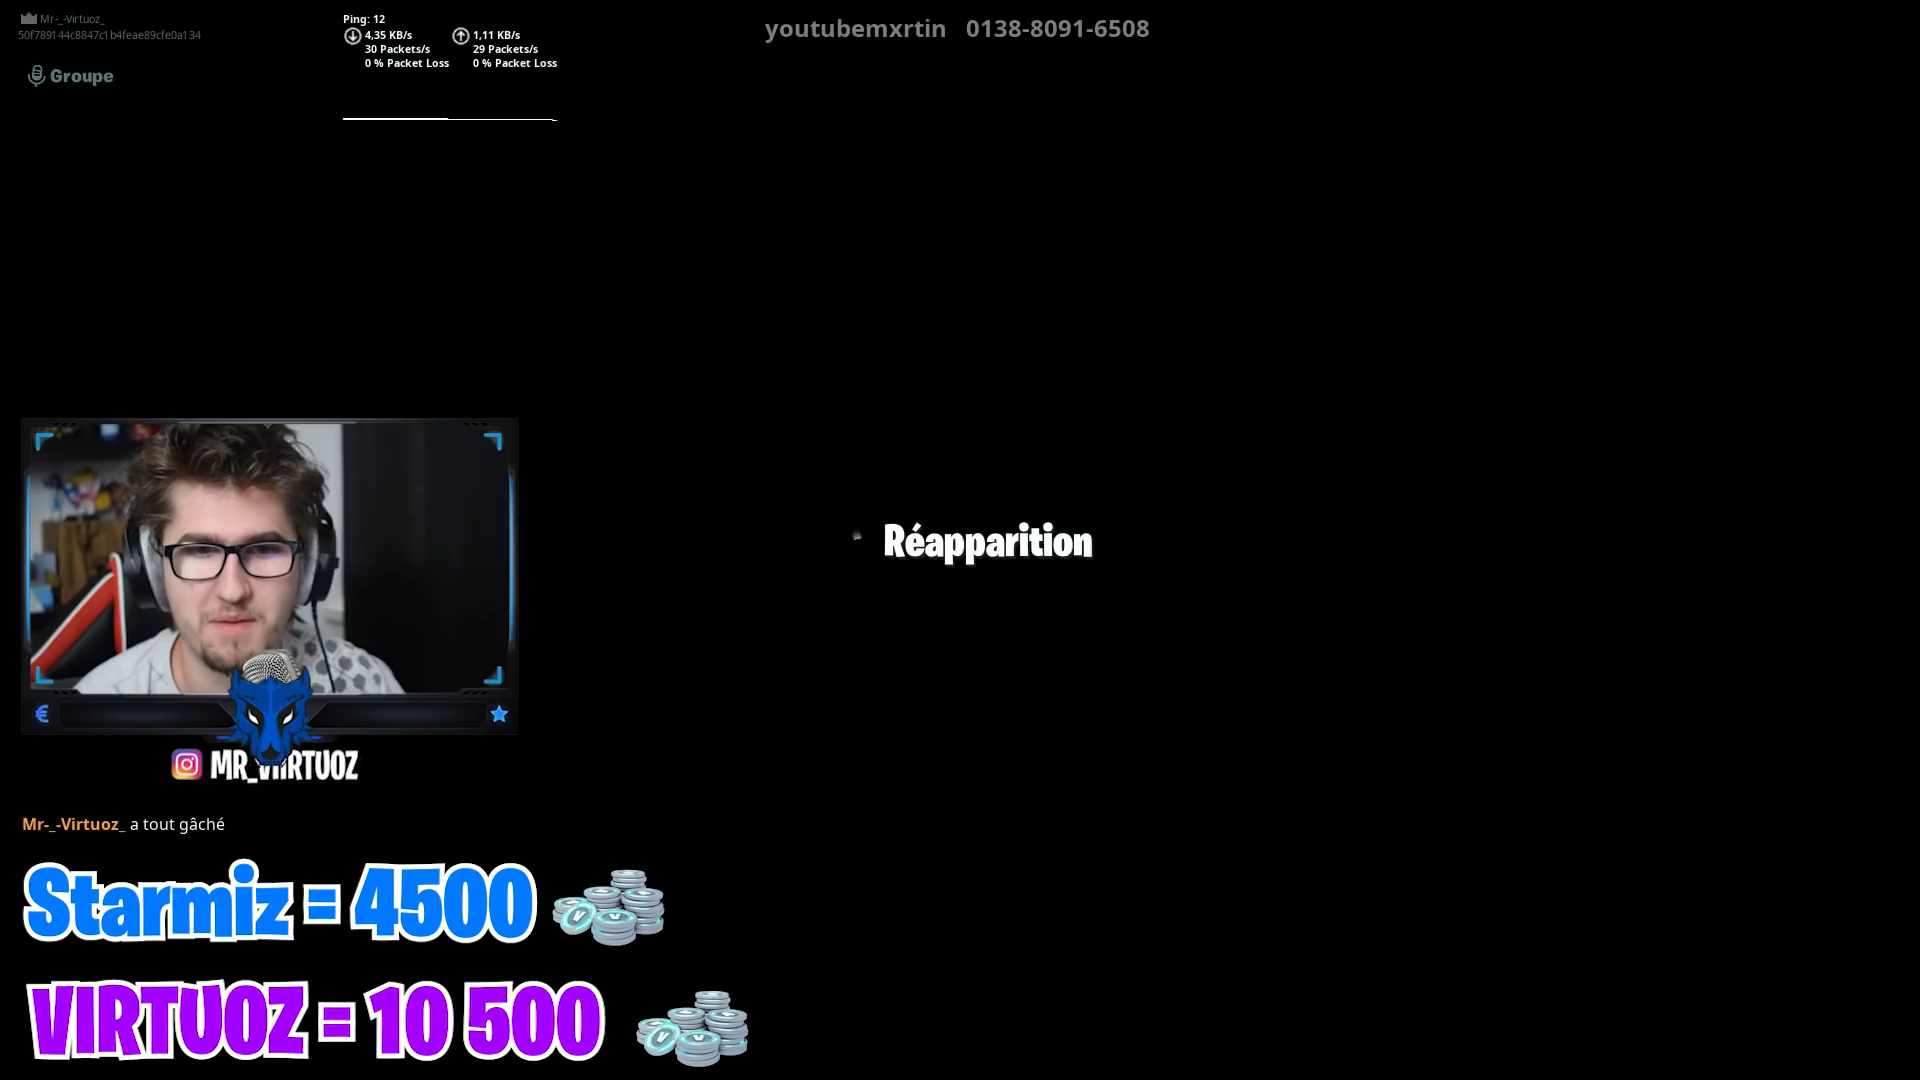 Mr-_-Virtuoz_
50f789144c8847c1b4feae89cfe0a134
Groupe
Ping: 12
4,35 KB/s 1,11 KB/s
30 Packets/s 29 Packets/s
0 % Packet Loss 0 % Packet Loss
youtubemxrtin 0138-8091-6508
Réapparition
€
MR_VIIRTUOZ
Mr-_-Virtuoz_ a tout gâché
Starmiz = 4500
VIRTUOZ = 10 500